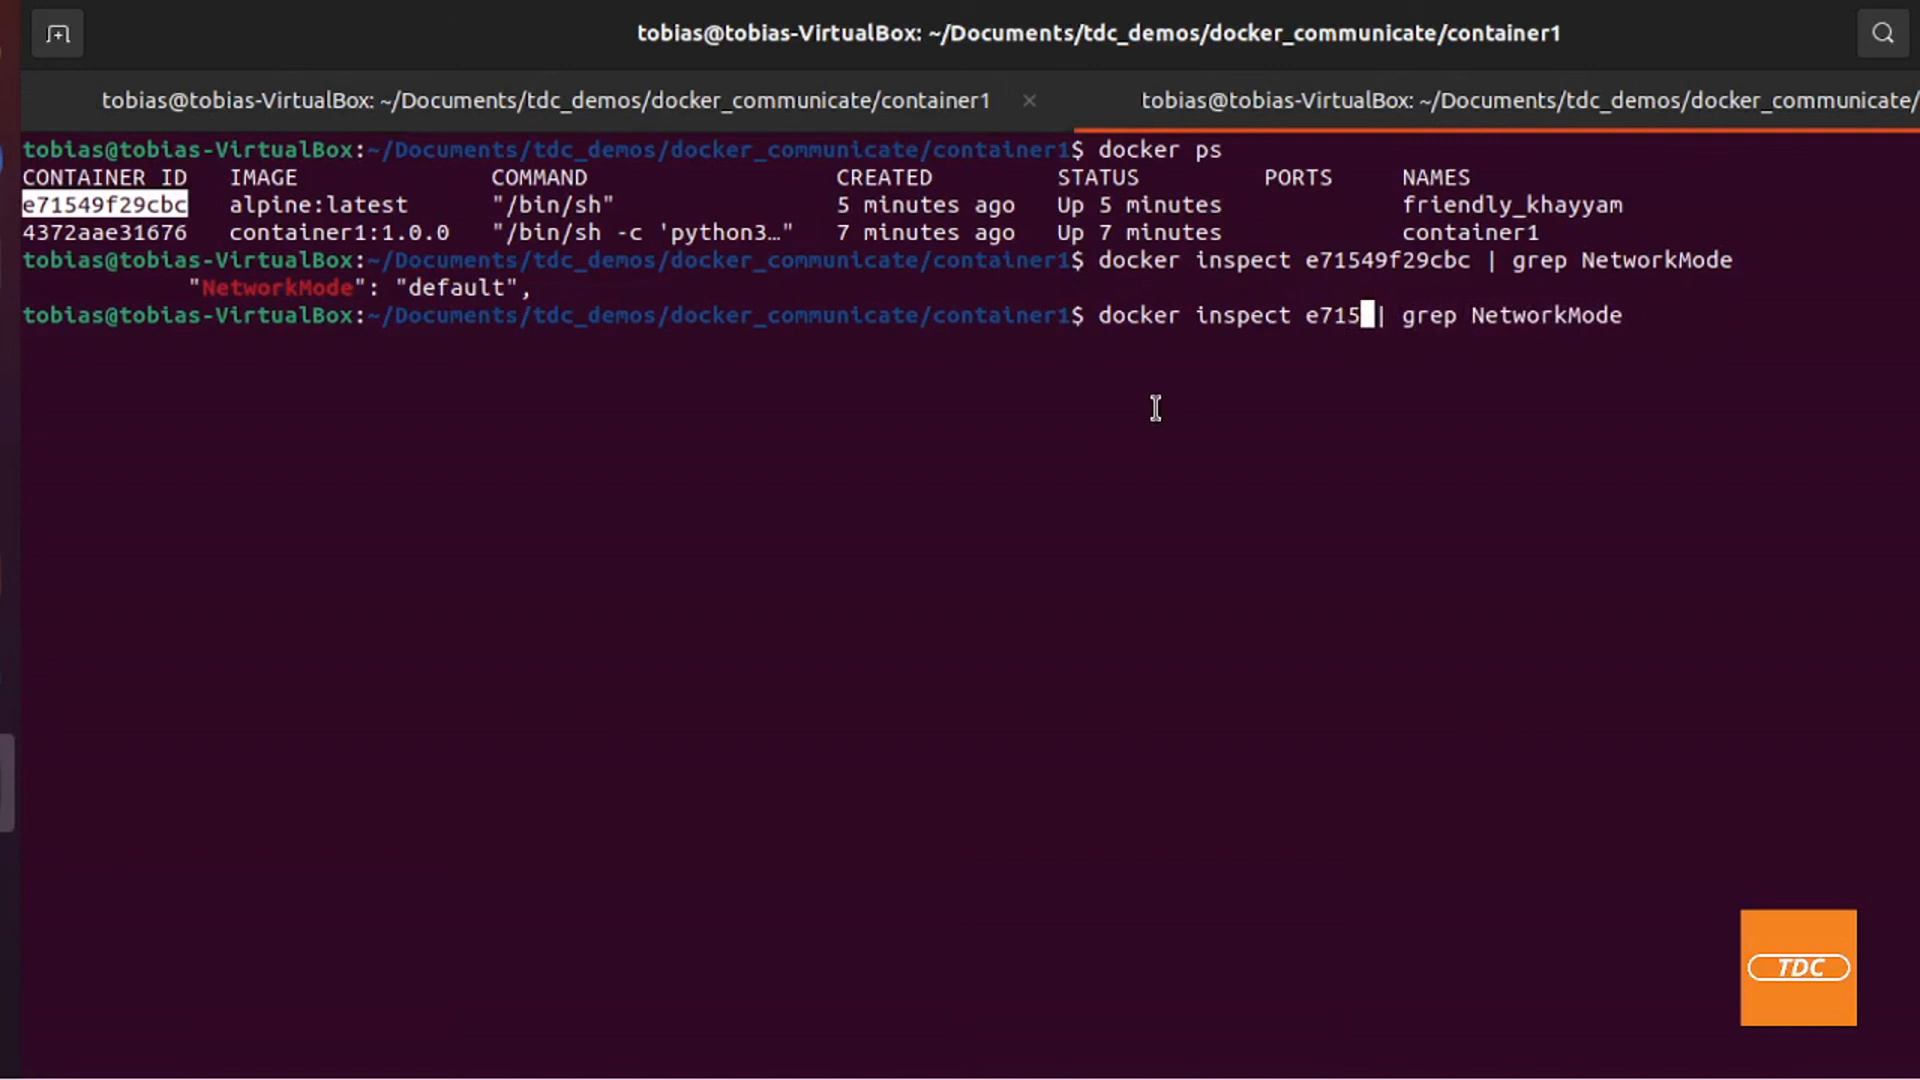 tobias@tobias-VirtualBox: ~/Documents/tdc_demos/docker_communicate/container1
tobias@tobias-VirtualBox: ~/Documents/tdc_demos/docker_communicate/container1 × tobias@tobias-VirtualBox: ~/Documents/tdc_demos/docker_communicate/
tobias@tobias-VirtualBox:~/Documents/tdc_demos/docker_communicate/container1$ docker ps
CONTAINER ID IMAGE COMMAND CREATED STATUS PORTS NAMES
e71549f29cbc alpine:latest "/bin/sh" 5 minutes ago Up 5 minutes friendly_khayyam
4372aae31676 container1:1.0.0 "/bin/sh -c 'python3…" 7 minutes ago Up 7 minutes container1
tobias@tobias-VirtualBox:~/Documents/tdc_demos/docker_communicate/container1$ docker inspect e71549f29cbc | grep NetworkMode
"NetworkMode": "default",
tobias@tobias-VirtualBox:~/Documents/tdc_demos/docker_communicate/container1$ docker inspect e715 | grep NetworkMode
TDC